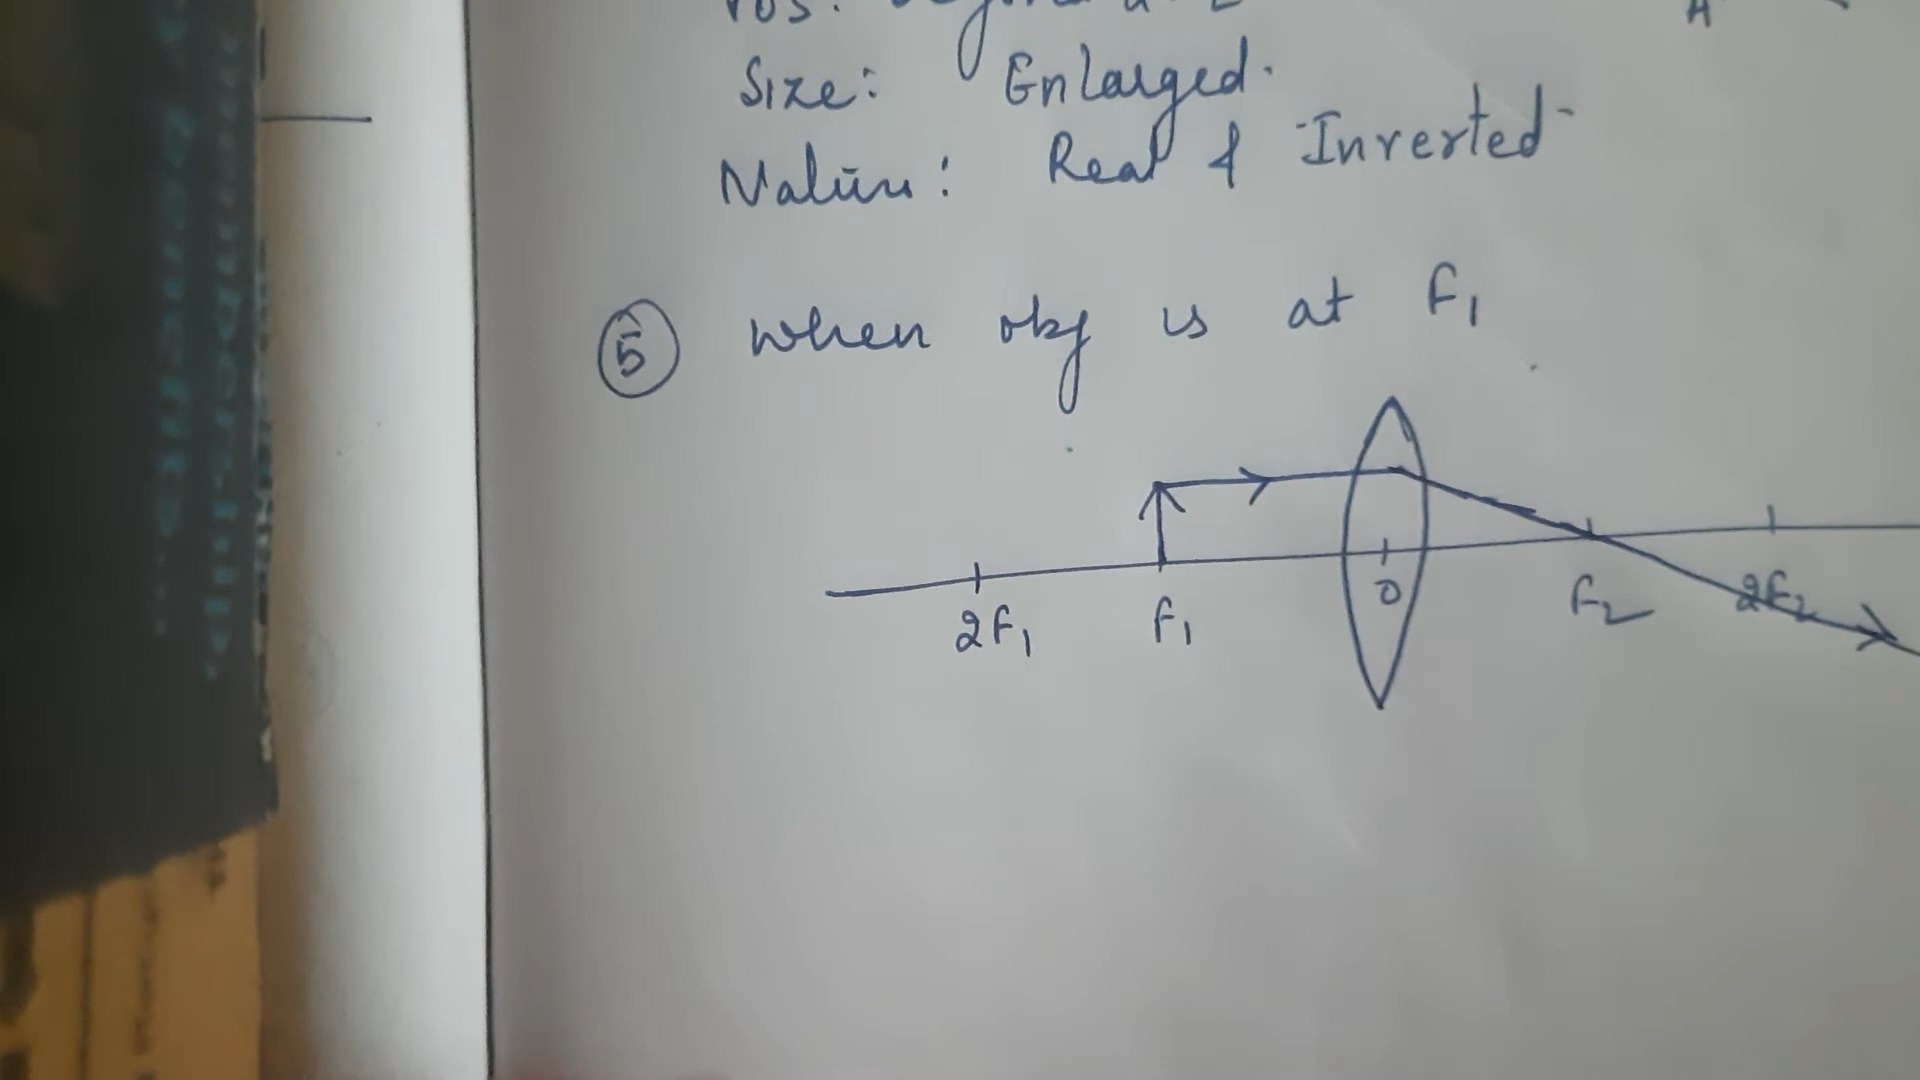 Size: Enlarged.
Nature: Real & Inverted
⑤ When obj is at F₁
2F₁ F₁ O F₂ 2F₂